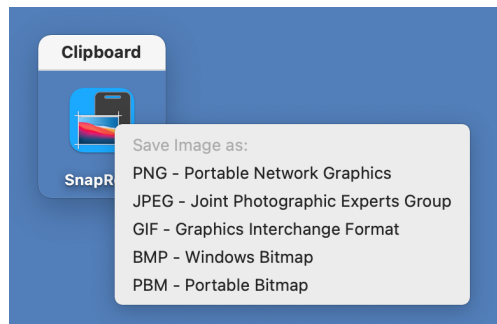 Clipboard
SnapR
Save Image as:
PNG - Portable Network Graphics
JPEG - Joint Photographic Experts Group
GIF - Graphics Interchange Format
BMP - Windows Bitmap
PBM - Portable Bitmap